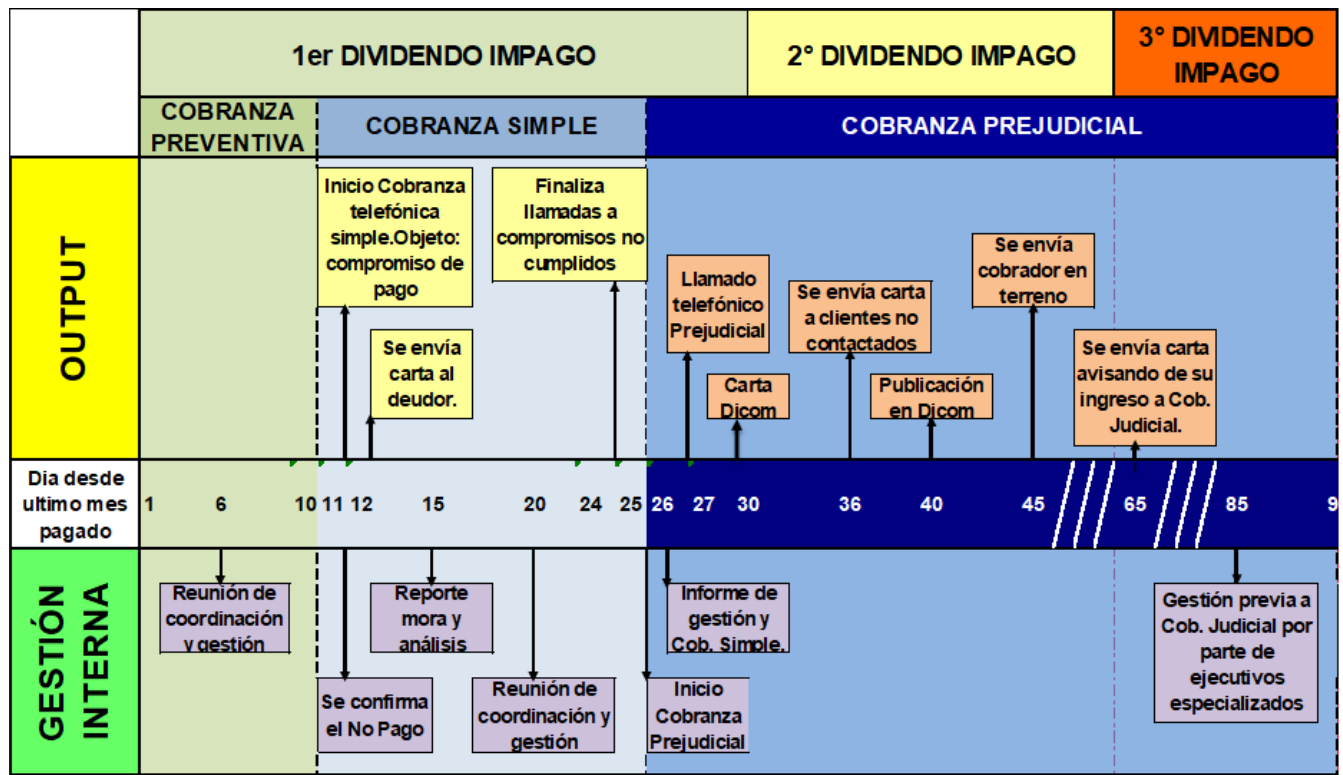 1er DIVIDENDO IMPAGO
2° DIVIDENDO IMPAGO
3° DIVIDENDO
IMPAGO
COBRANZA
PREVENTIVA
COBRANZA SIMPLE
COBRANZA PREJUDICIAL
OUTPUT
Inicio Cobranza
telefónica
simple.Objeto:
compromiso de
pago
Se envía
carta al
deudor.
Finaliza
llamadas a
compromisos no
cumplidos
Llamado
telefónico
Prejudicial
Carta
Dicom
Se envía carta
a clientes no
contactados
Publicación
en Dicom
Se envía
cobrador en
terreno
Se envía carta
avisando de su
ingreso a Cob.
Judicial.
Dia desde
ultimo mes
pagado
1 6 10 11 12 15 20 24 25 26 27 30 36 40 45 65 85 9
GESTIÓN
INTERNA
Reunión de
coordinación
y gestión
Se confirma
el No Pago
Reporte
mora y
análisis
Reunión de
coordinación y
gestión
Informe de
gestión y
Cob. Simple.
Inicio
Cobranza
Prejudicial
Gestión previa a
Cob. Judicial por
parte de
ejecutivos
especializados